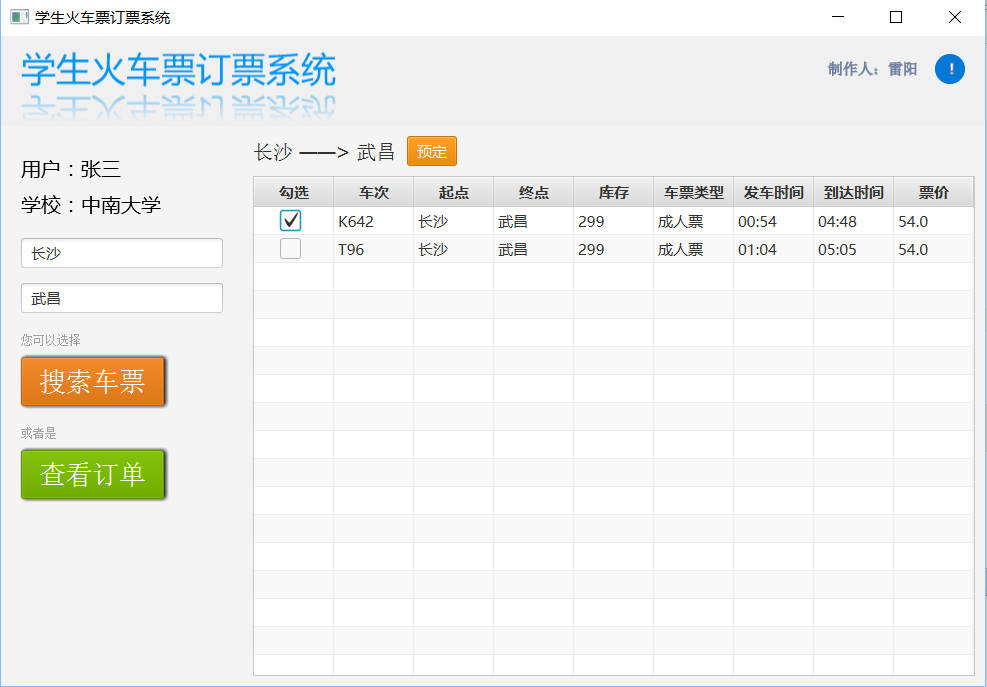 学生火车票订票系统
学生火车票订票系统
制作人：雷阳 !
用户：张三
学校：中南大学
长沙
武昌
您可以选择
搜索车票
或者是
查看订单
长沙 ——> 武昌 预定
勾选 车次 起点 终点 库存 车票类型 发车时间 到达时间 票价
K642 长沙 武昌 299 成人票 00:54 04:48 54.0
T96 长沙 武昌 299 成人票 01:04 05:05 54.0